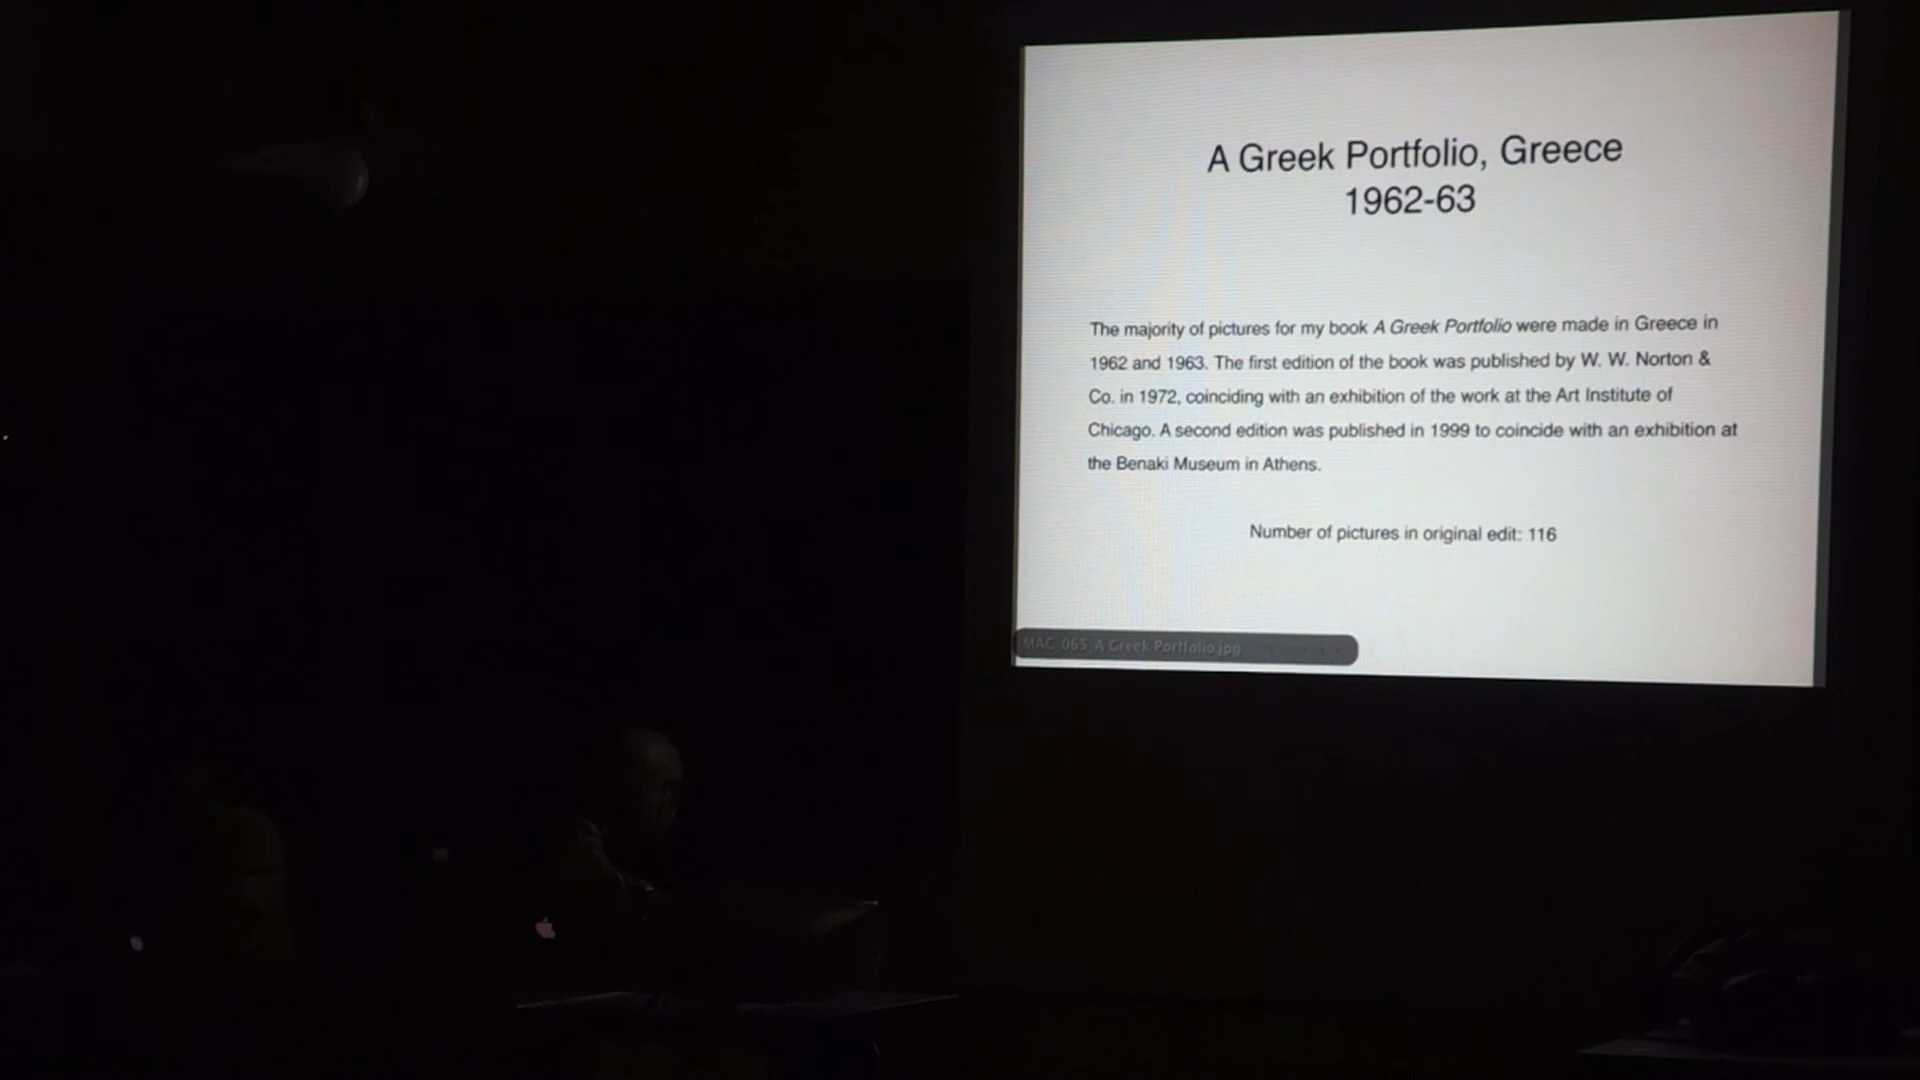 A Greek Portfolio, Greece
1962-63
The majority of pictures for my book A Greek Portfolio were made in Greece in
1962 and 1963. The first edition of the book was published by W. W. Norton &
Co. in 1972, coinciding with an exhibition of the work at the Art Institute of
Chicago. A second edition was published in 1999 to coincide with an exhibition at
the Benaki Museum in Athens.
Number of pictures in original edit: 116
MAC_065_A Greek Portfolio.jpg